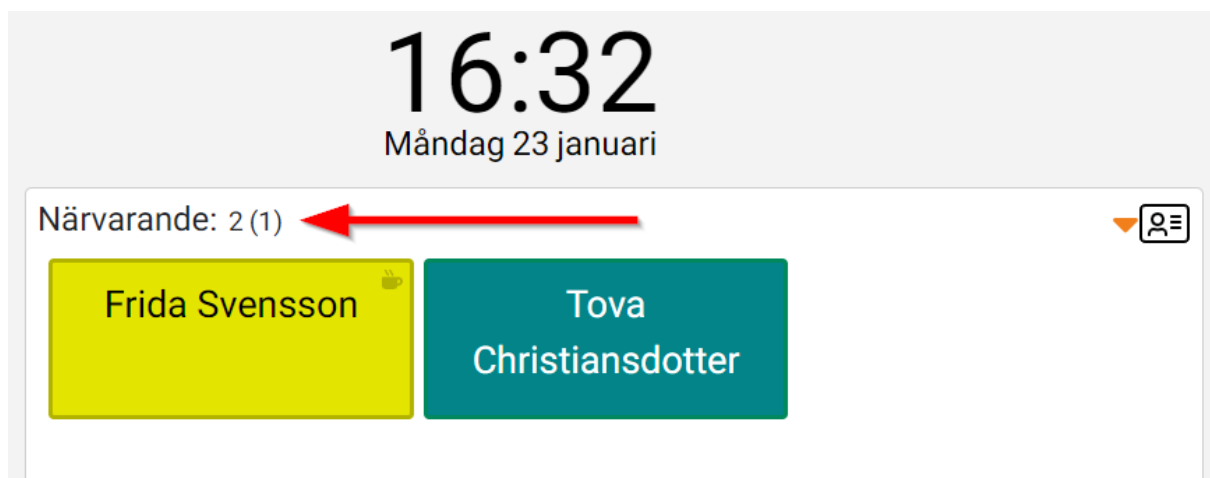 16:32
Måndag 23 januari
Närvarande: 2 (1)
Frida Svensson
Tova
Christiansdotter